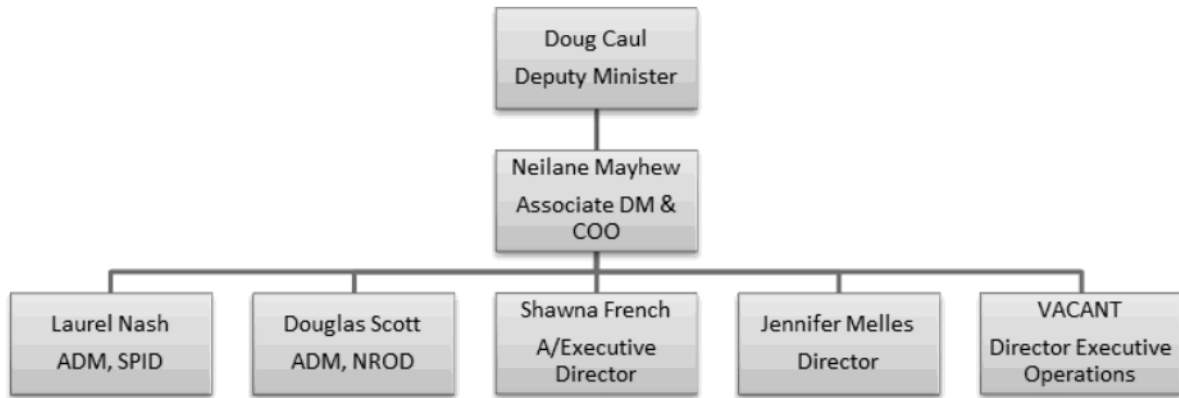 Doug Caul
Deputy Minister
Neilane Mayhew
Associate DM &
COO
Laurel Nash
ADM, SPID
Douglas Scott
ADM, NROD
Shawna French
A/Executive
Director
Jennifer Melles
Director
VACANT
Director Executive
Operations